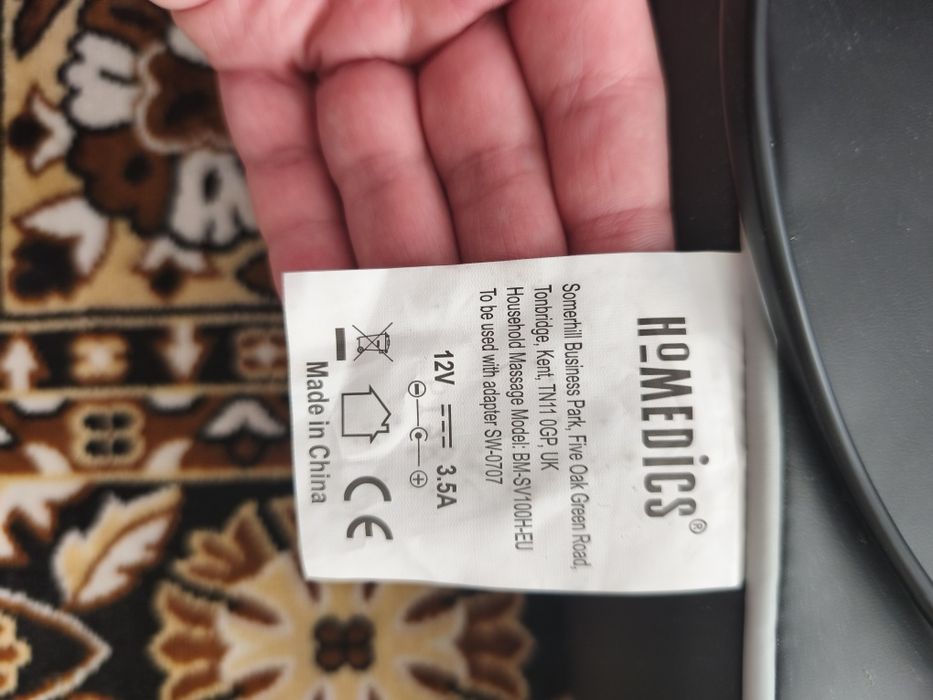 HOMEDiCS®
Somerhill Business Park, Five Oak Green Road,
Tonbridge, Kent, TN11 0GP, UK
Household Massage Model: BM-SV100H-EU
To be used with adapter SW-0707
12V 3.5A
CE
Made in China